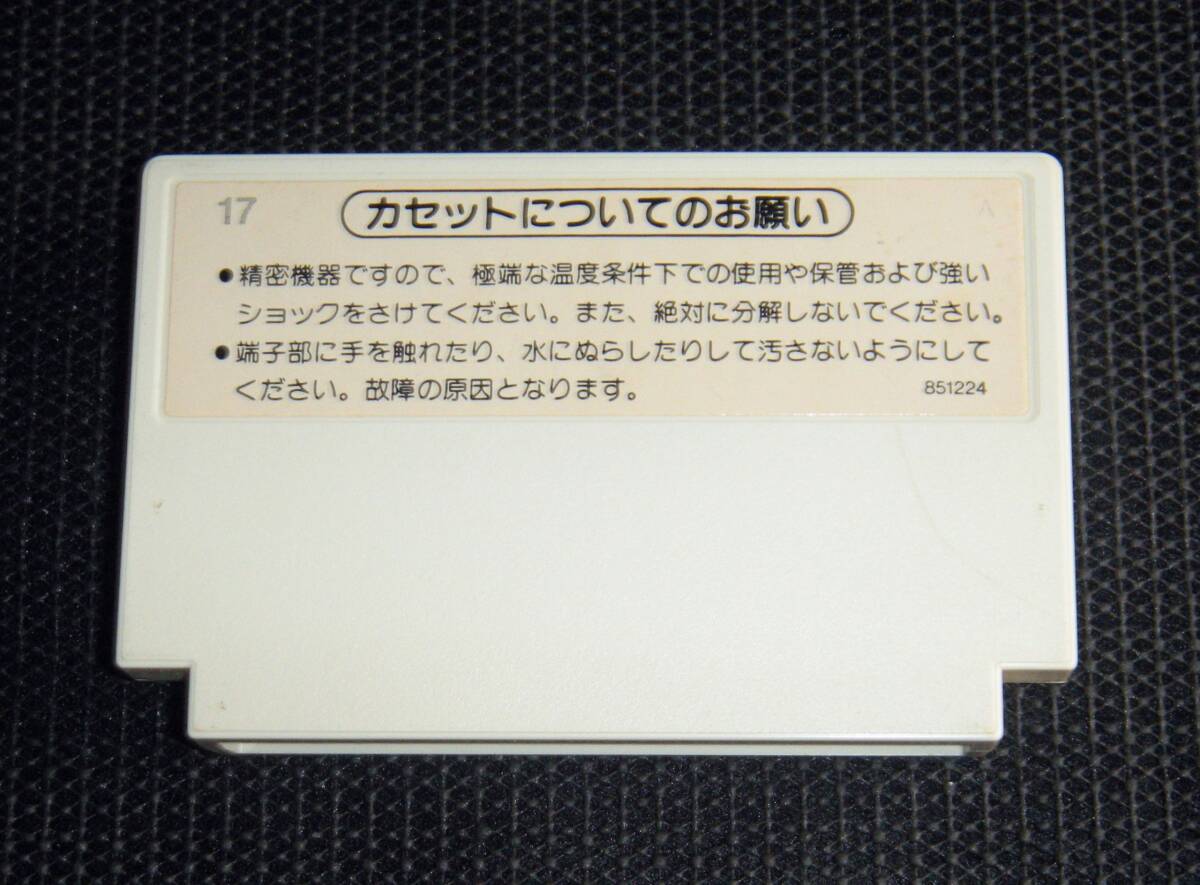 17
カセットについてのお願い
A
●精密機器ですので、極端な温度条件下での使用や保管および強い
ショックをさけてください。また、絶対に分解しないでください。
●端子部に手を触れたり、水にぬらしたりして汚さないようにして
ください。故障の原因となります。
851224